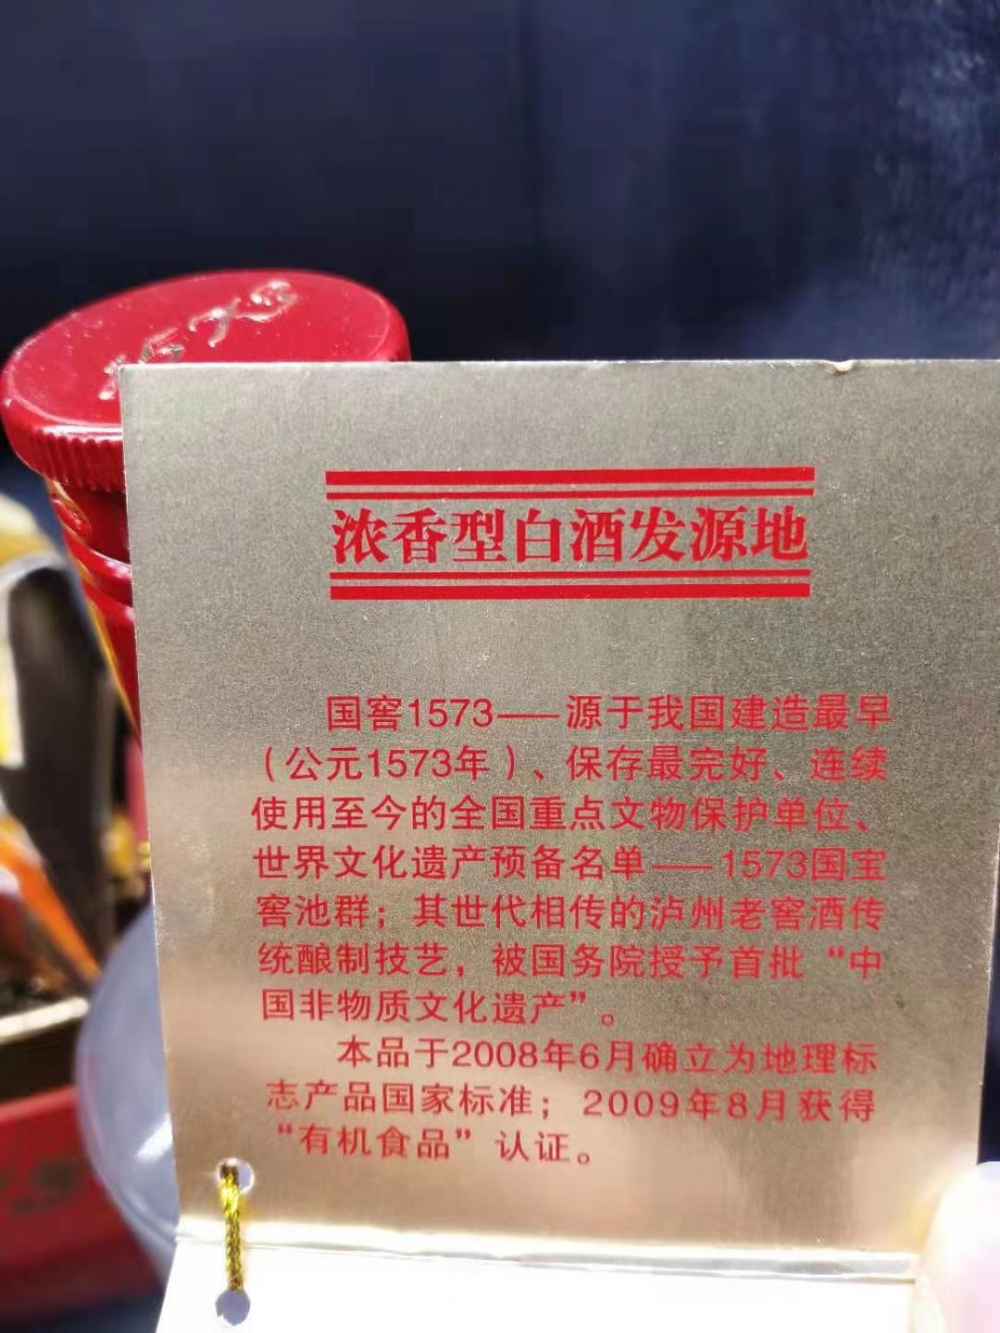 浓香型白酒发源地
国窖1573——源于我国建造最早
（公元1573年）、保存最完好、连续
使用至今的全国重点文物保护单位、
世界文化遗产预备名单——1573国宝
窖池群；其世代相传的泸州老窖酒传
统酿制技艺，被国务院授予首批“中
国非物质文化遗产”。
本品于2008年6月确立为地理标
志产品国家标准；2009年8月获得
“有机食品”认证。